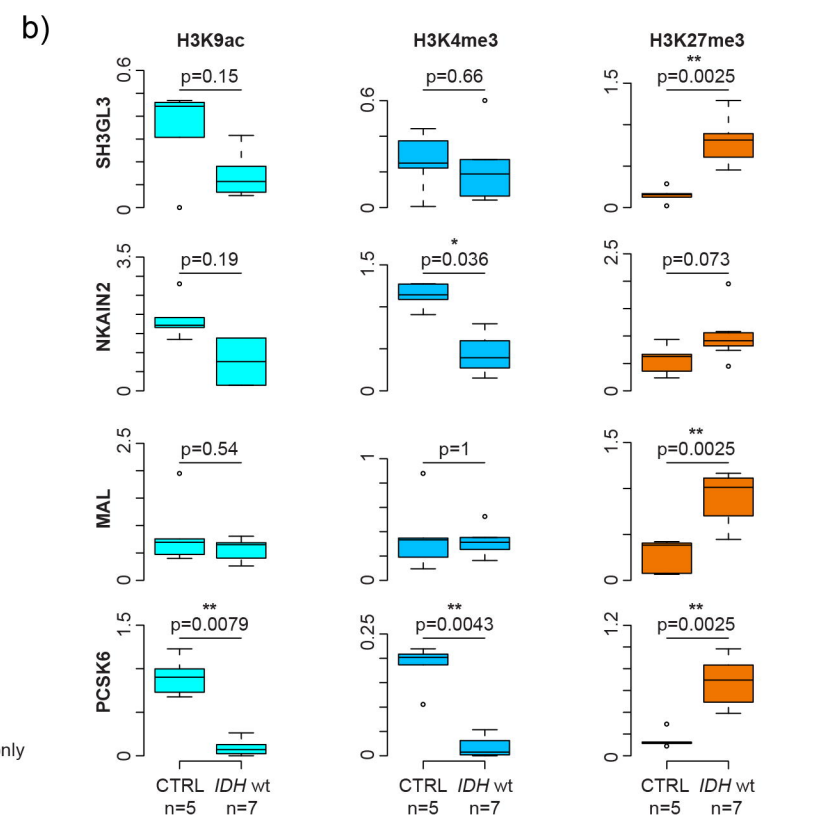 b)
H3K9ac H3K4me3 H3K27me3
SH3GL3
0.6
0
p=0.15
0.6
0
p=0.66
1.5
0
**
p=0.0025
NKAIN2
3.5
0
p=0.19
1.5
0
*
p=0.036
2.5
0
p=0.073
MAL
2.5
0
p=0.54
1
0
p=1
1.5
0
**
p=0.0025
PCSK6
1.5
0
**
p=0.0079
0.25
0
**
p=0.0043
1.2
0
**
p=0.0025
nly
CTRL IDH wt CTRL IDH wt CTRL IDH wt
n=5 n=7 n=5 n=7 n=5 n=7